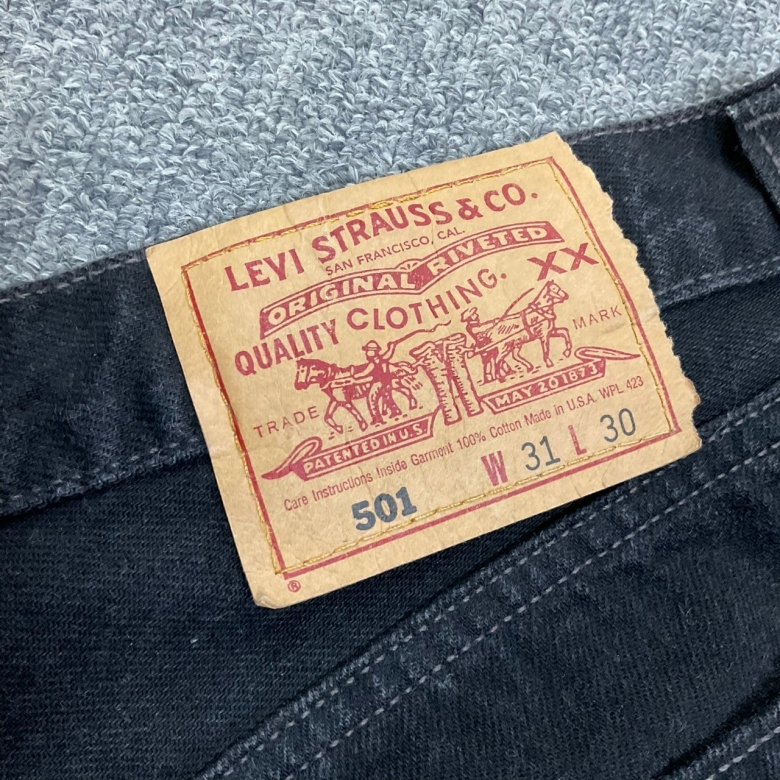 LEVI STRAUSS & CO.
SAN FRANCISCO, CAL.
ORIGINAL RIVETED
QUALITY CLOTHING. XX
TRADE MARK
PATENTED IN U.S. MAY 20 1873
Care Instructions Inside Garment 100% Cotton Made in U.S.A. WPL 423
501 W 31 L 30
®